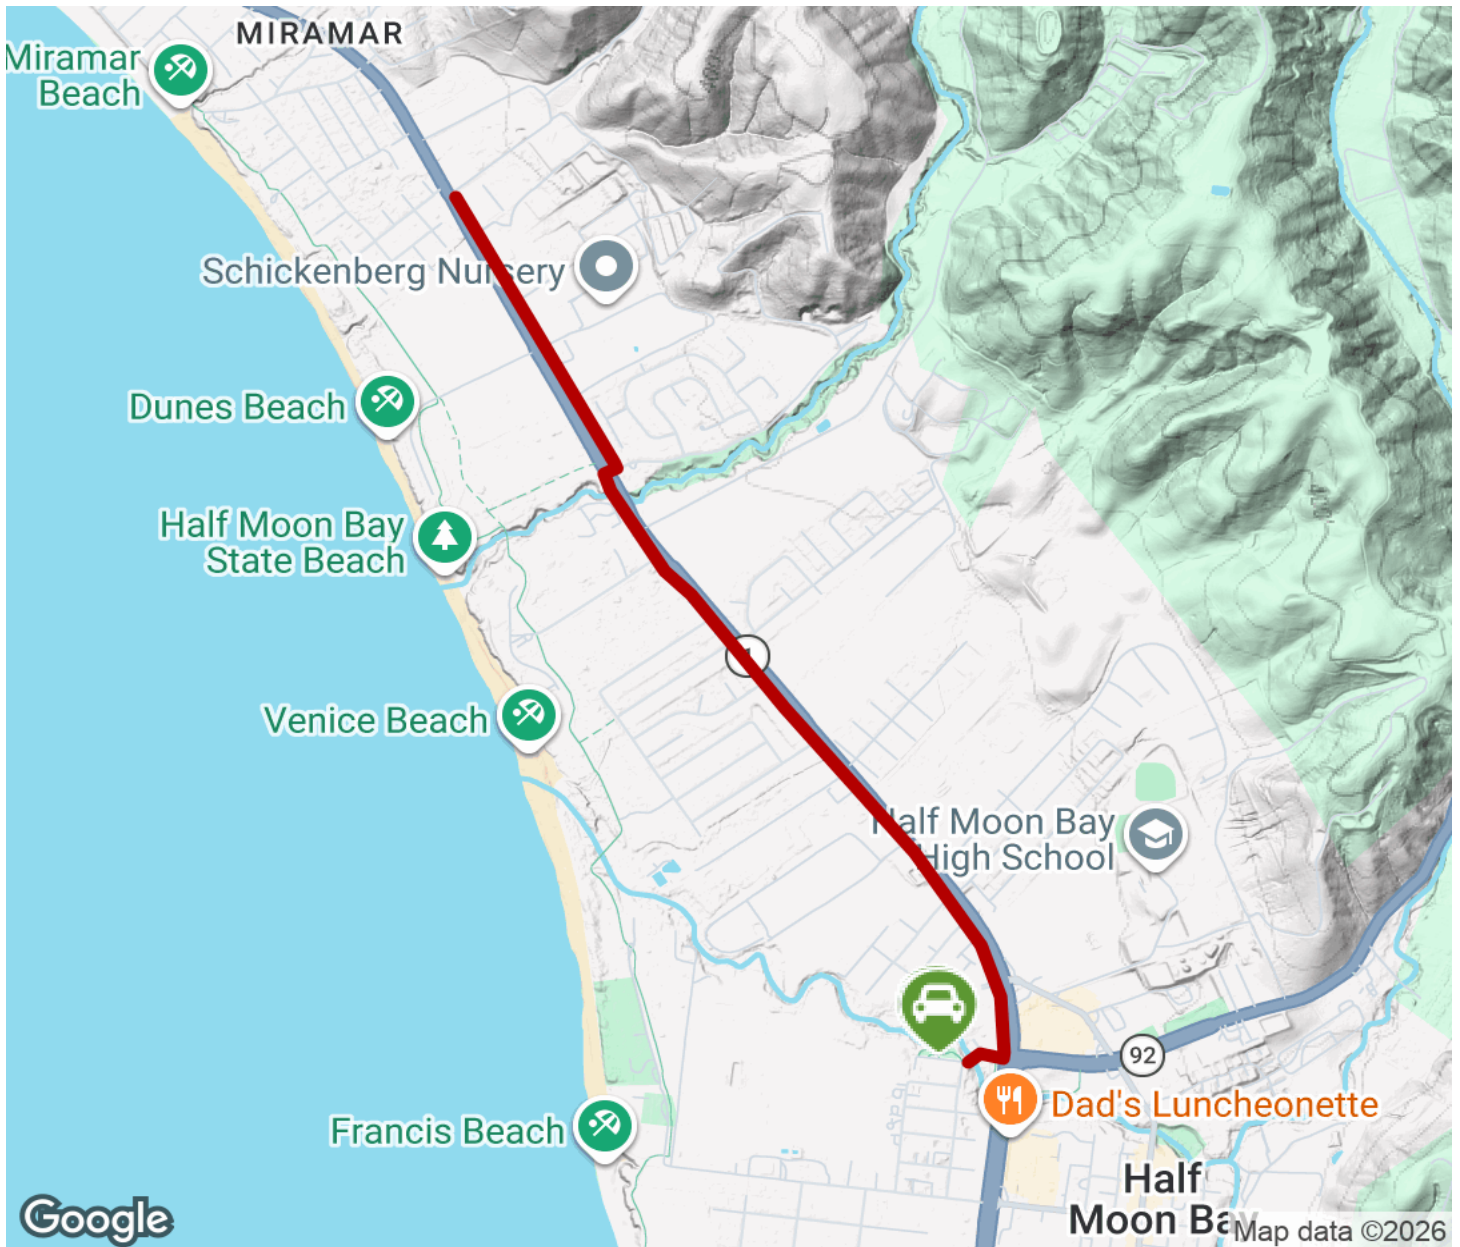 MIRAMAR
Miramar
Beach
Schickenberg Nursery
Dunes Beach
Half Moon Bay
State Beach
1
Venice Beach
Half Moon Bay
High School
92
Dad's Luncheonette
Francis Beach
Half
Moon Bay
Google
Map data ©2026